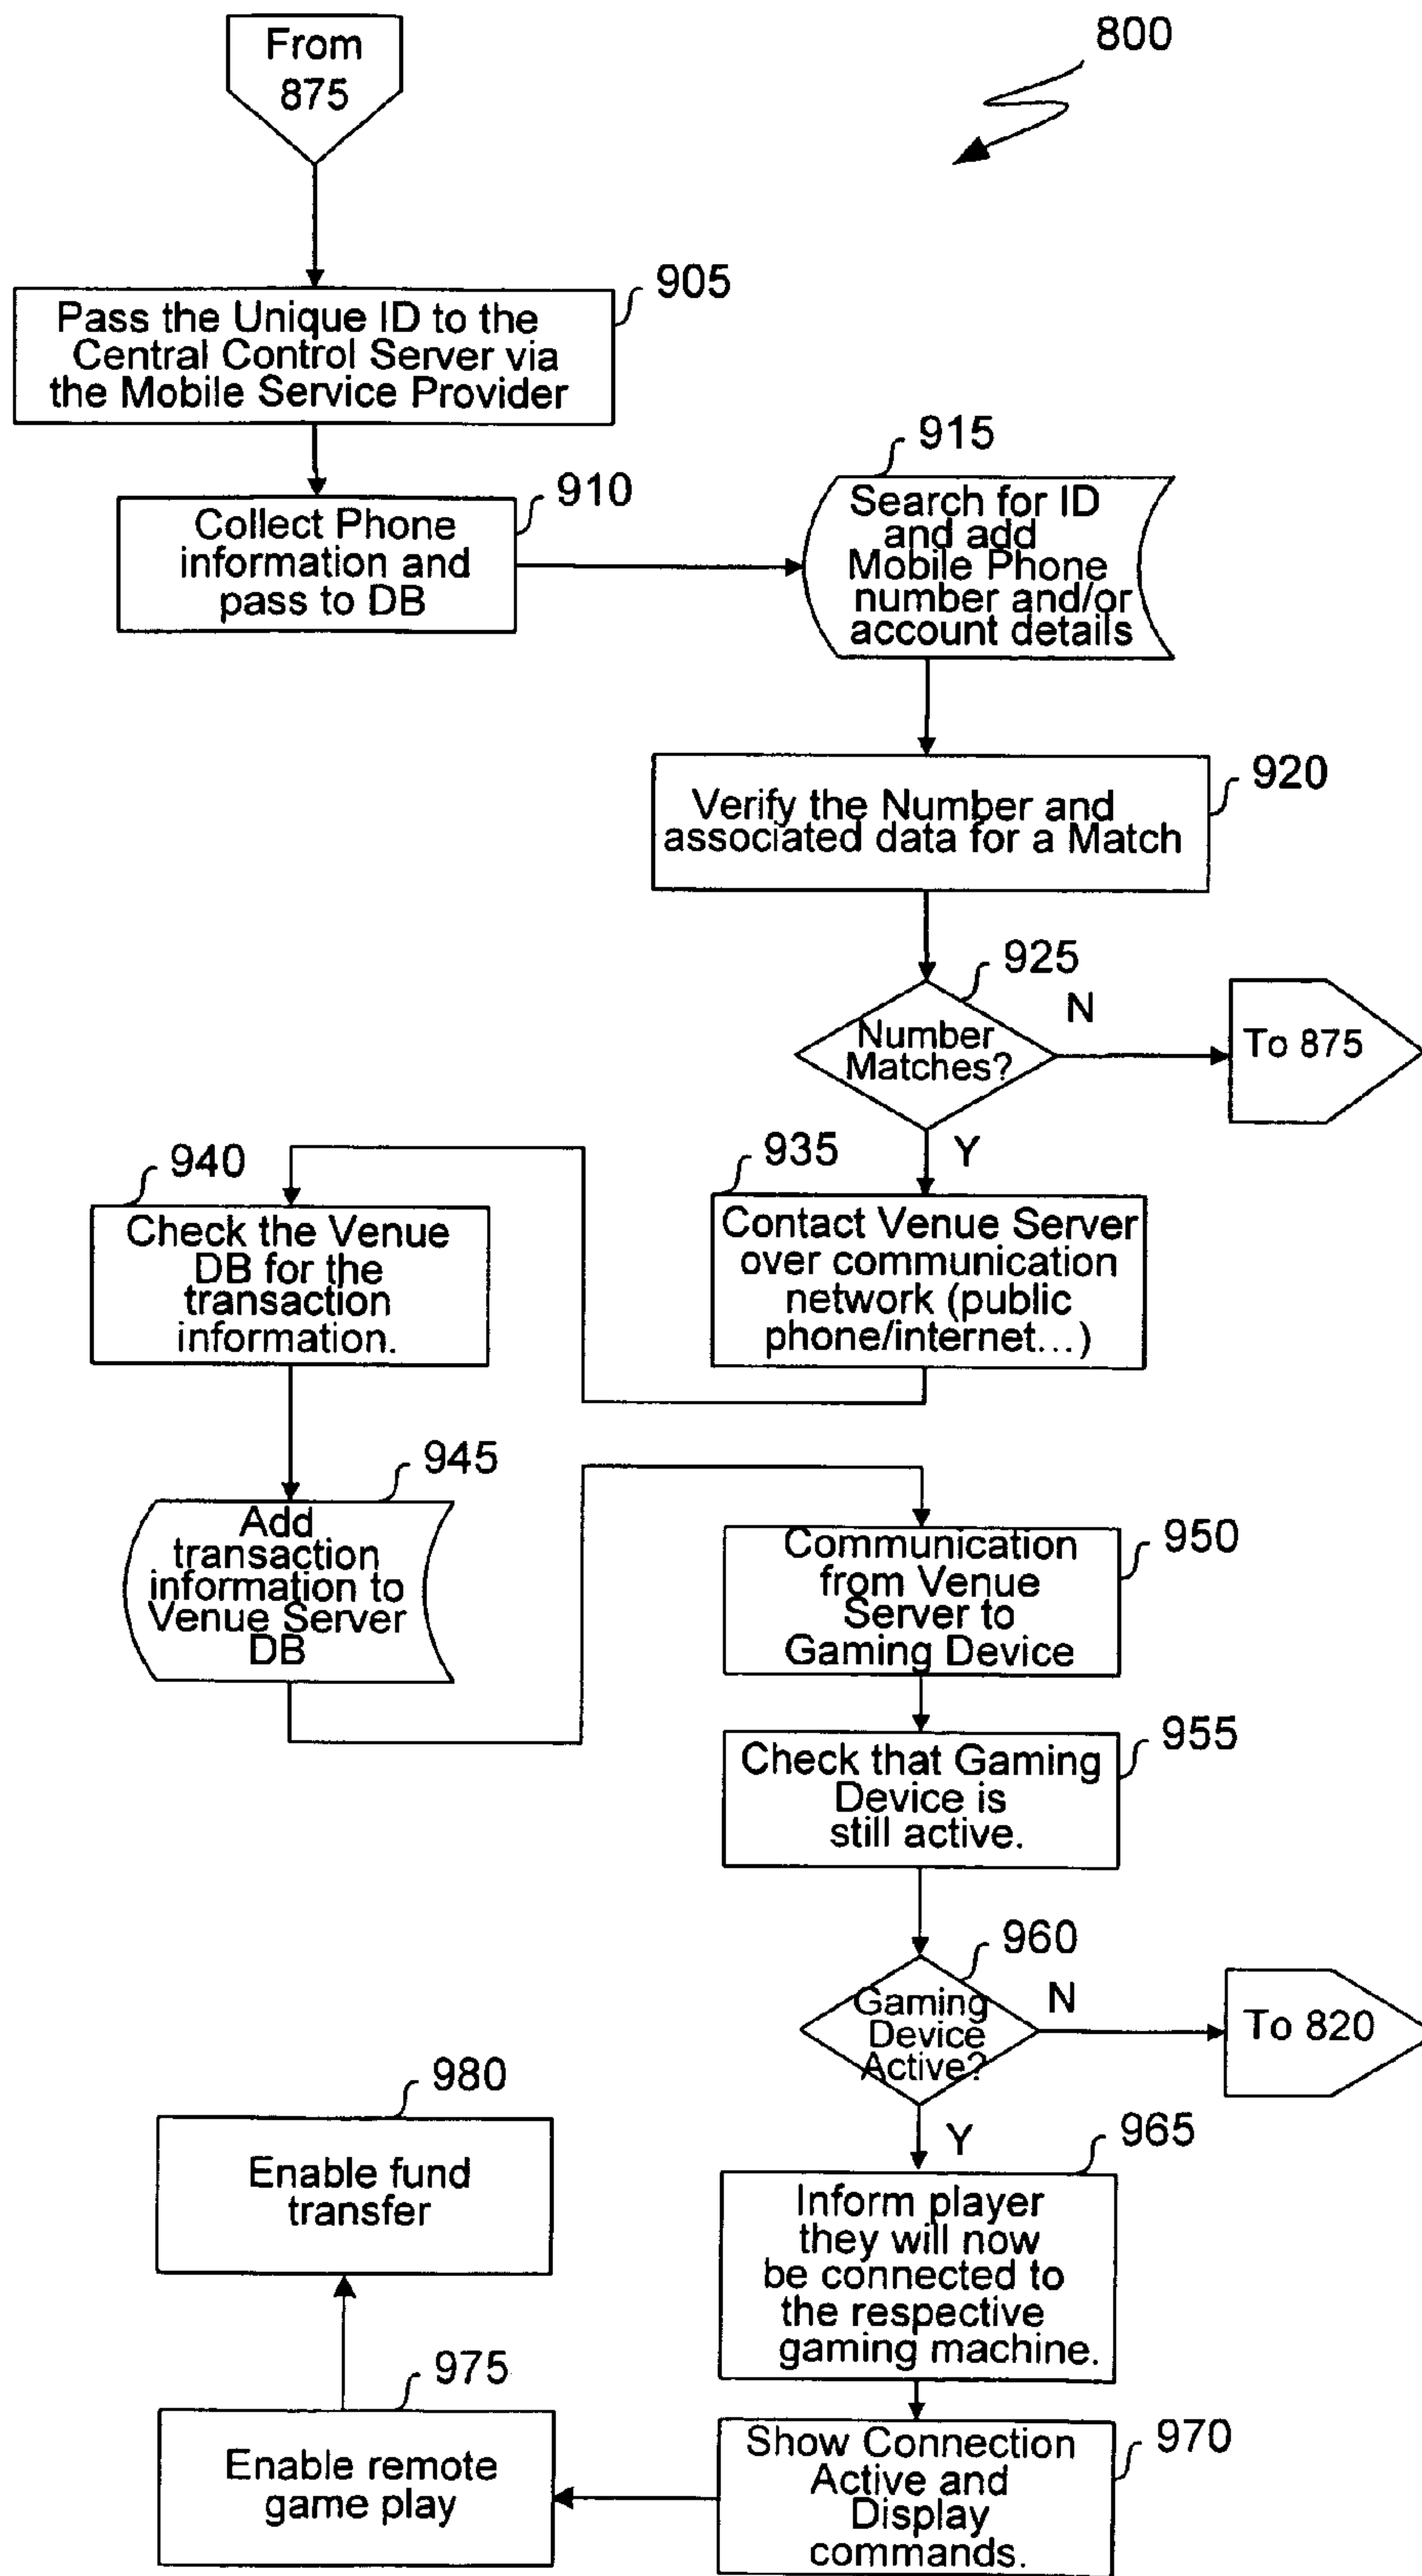 From
875
800
905
Pass the Unique ID to the
Central Control Server via
the Mobile Service Provider
910
Collect Phone
information and
pass to DB
915
Search for ID
and add
Mobile Phone
number and/or
account details
920
Verify the Number and
associated data for a Match
925
Number
Matches?
N
To 875
Y
935
Contact Venue Server
over communication
network (public
phone/internet...)
940
Check the Venue
DB for the
transaction
information.
945
Add
transaction
information to
Venue Server
DB
950
Communication
from Venue
Server to
Gaming Device
955
Check that Gaming
Device is
still active.
960
Gaming
Device
Active?
N
To 820
Y
965
Inform player
they will now
be connected to
the respective
gaming machine.
970
Show Connection
Active and
Display
commands.
975
Enable remote
game play
980
Enable fund
transfer